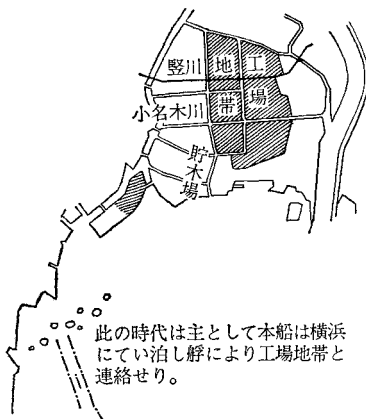 竪川
工場
地帯
小名木川
貯木場
此の時代は主として本船は横浜
にてい泊し艀により工場地帯と
連絡せり。